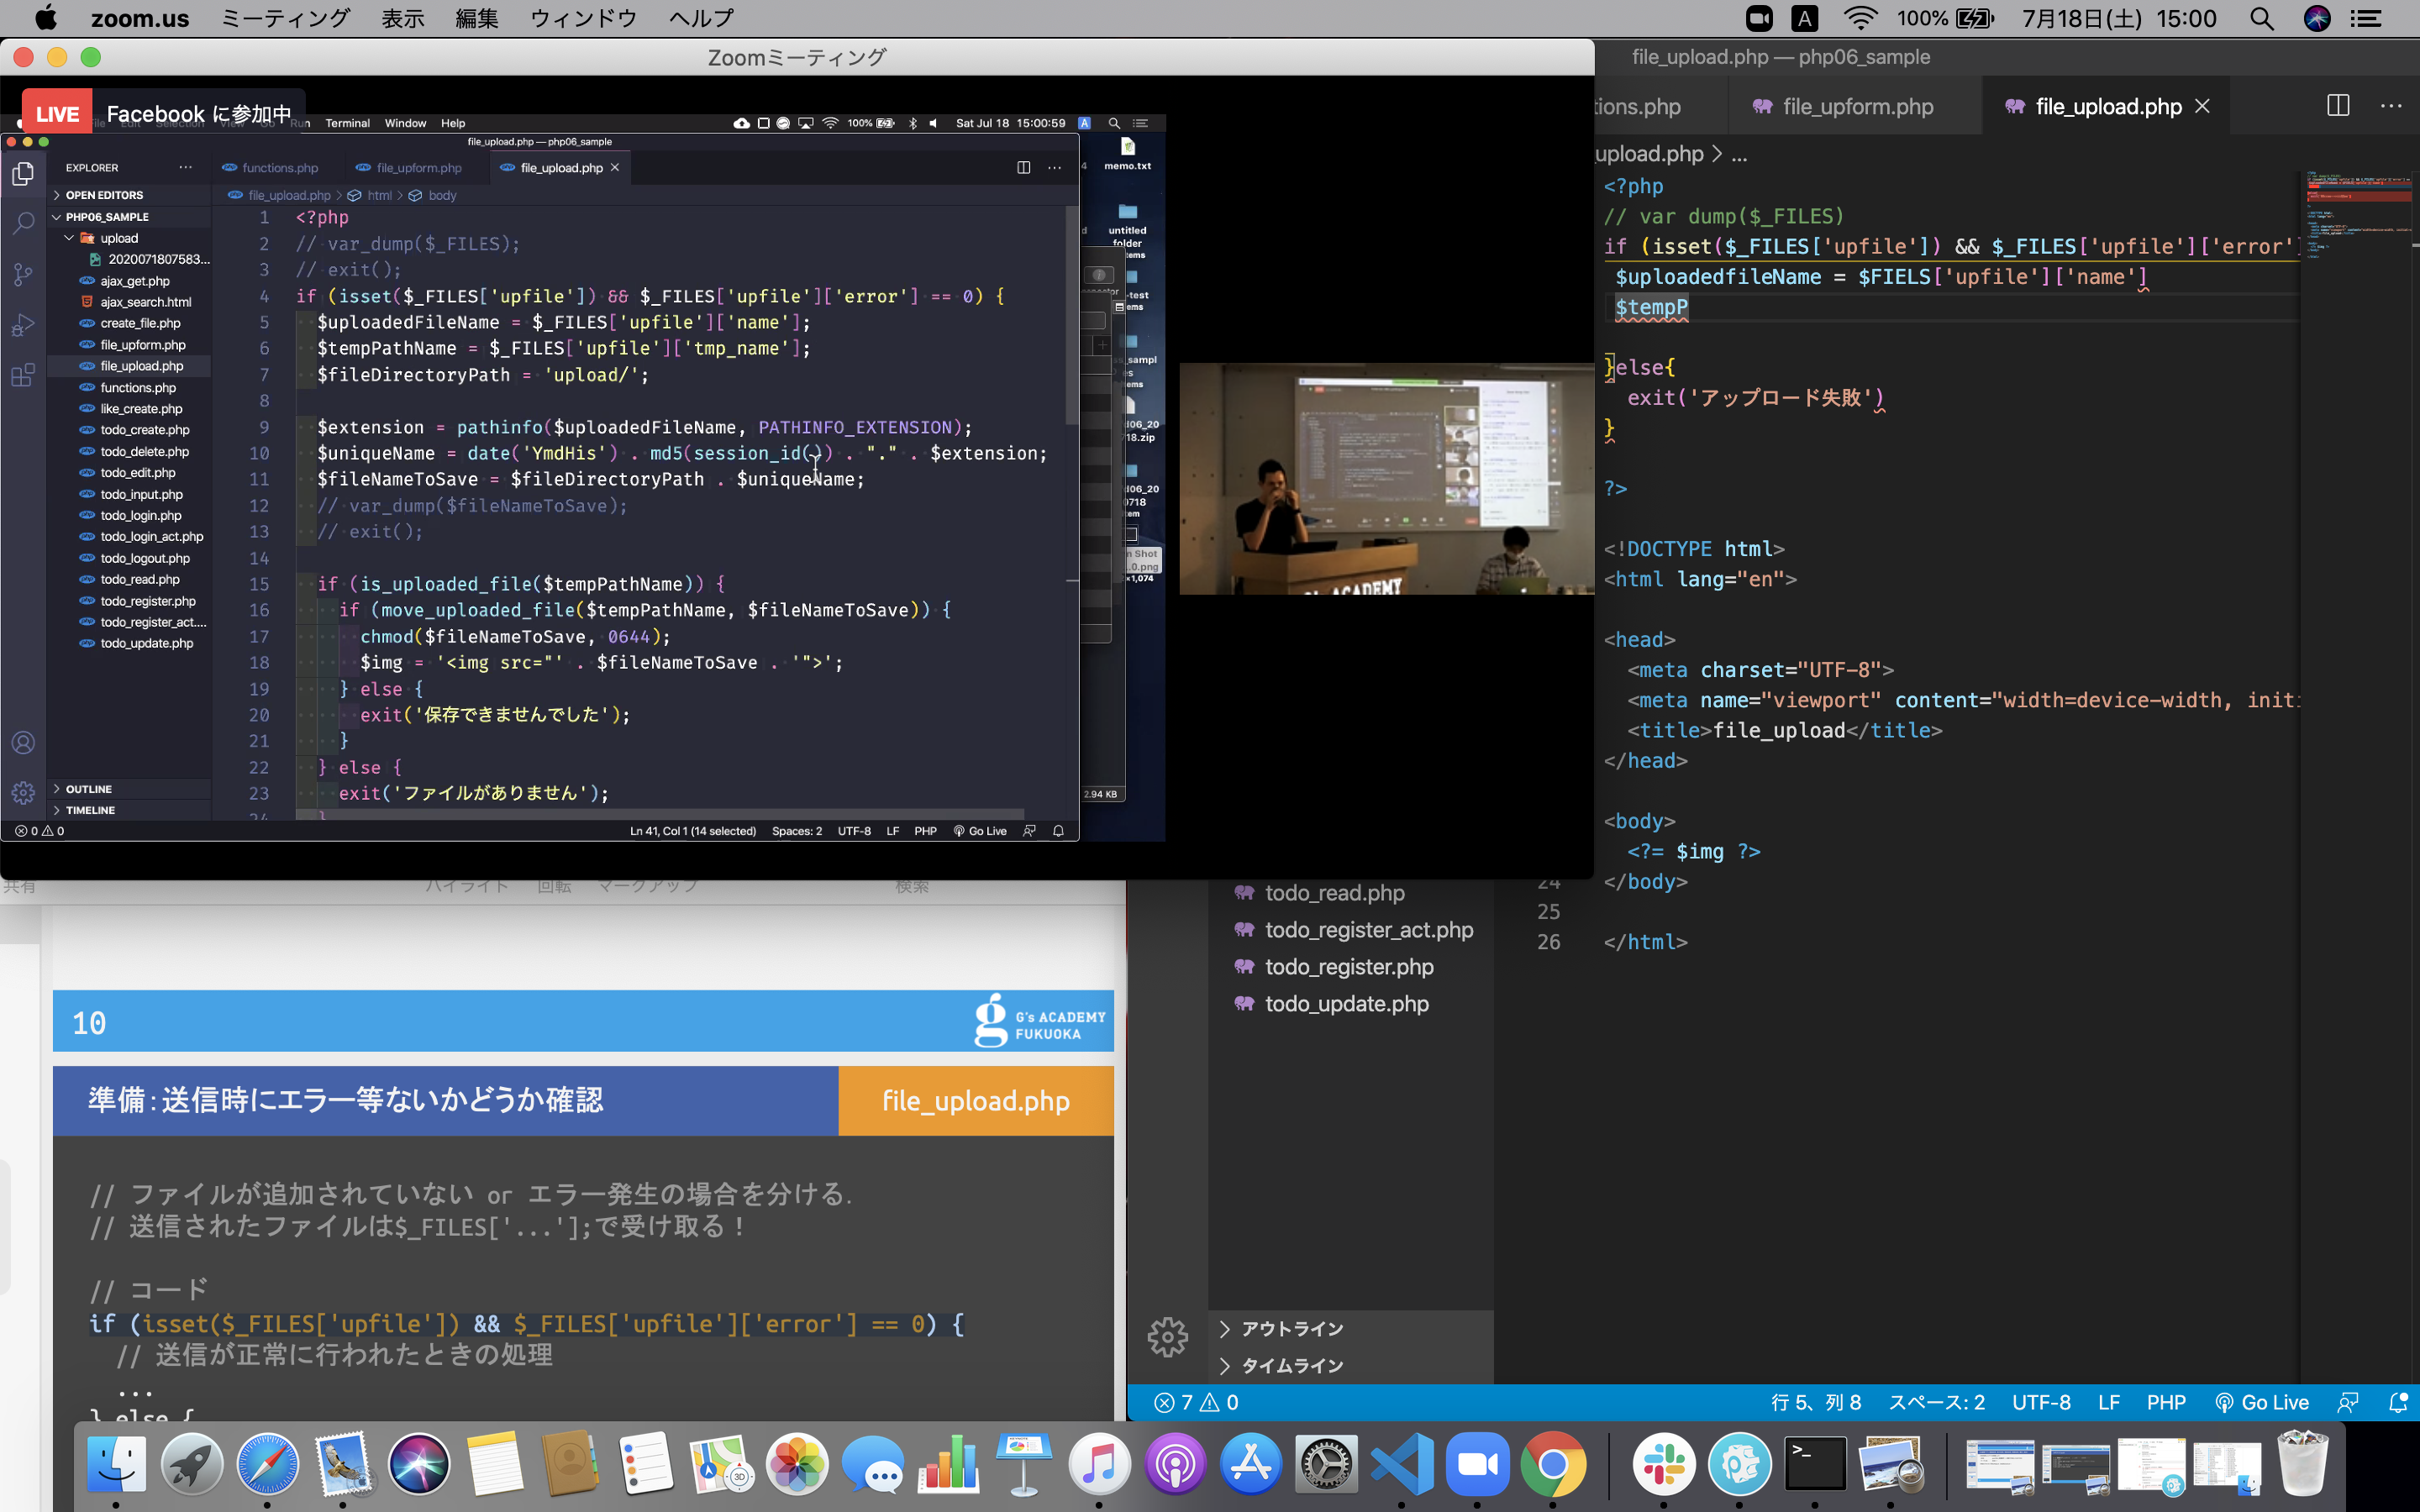 zoom.us ミーティング 表示 編集 ウィンドウ ヘルプ
100% 7月18日(土) 15:00
Zoomミーティング
LIVE Facebook に参加中
Terminal Window Help
100% Sat Jul 18 15:00:59
file_upload.php — php06_sample
EXPLORER
OPEN EDITORS
PHP06_SAMPLE
upload
2020071807583...
ajax_get.php
ajax_search.html
create_file.php
file_upform.php
file_upload.php
functions.php
like_create.php
todo_create.php
todo_delete.php
todo_edit.php
todo_input.php
todo_login.php
todo_login_act.php
todo_logout.php
todo_read.php
todo_register.php
todo_register_act....
todo_update.php
OUTLINE
TIMELINE
functions.php file_upform.php file_upload.php
file_upload.php > html > body
1 <?php
2 // var_dump($_FILES);
3 // exit();
4 if (isset($_FILES['upfile']) && $_FILES['upfile']['error'] == 0) {
5 $uploadedFileName = $_FILES['upfile']['name'];
6 $tempPathName = $_FILES['upfile']['tmp_name'];
7 $fileDirectoryPath = 'upload/';
8
9 $extension = pathinfo($uploadedFileName, PATHINFO_EXTENSION);
10 $uniqueName = date('YmdHis') . md5(session_id()) . "." . $extension;
11 $fileNameToSave = $fileDirectoryPath . $uniqueName;
12 // var_dump($fileNameToSave);
13 // exit();
14
15 if (is_uploaded_file($tempPathName)) {
16 if (move_uploaded_file($tempPathName, $fileNameToSave)) {
17 chmod($fileNameToSave, 0644);
18 $img = '<img src="' . $fileNameToSave . '">';
19 } else {
20 exit('保存できませんでした');
21 }
22 } else {
23 exit('ファイルがありません');
24 }
0 0
Ln 41, Col 1 (14 selected) Spaces: 2 UTF-8 LF PHP Go Live
memo.txt
untitled
folder
2.94 KB
G's ACADEMY
file_upload.php — php06_sample
ions.php file_upform.php file_upload.php
upload.php > ...
<?php
// var dump($_FILES)
if (isset($_FILES['upfile']) && $_FILES['upfile']['error'
$uploadedfileName = $FIELS['upfile']['name']
$tempP
}else{
exit('アップロード失敗')
}
?>
<!DOCTYPE html>
<html lang="en">
<head>
<meta charset="UTF-8">
<meta name="viewport" content="width=device-width, initi
<title>file_upload</title>
</head>
<body>
<?= $img ?>
24 </body>
25
26 </html>
todo_read.php
todo_register_act.php
todo_register.php
todo_update.php
アウトライン
タイムライン
7 0
行 5、列 8 スペース: 2 UTF-8 LF PHP Go Live
共有 ハイライト 回転 マークアップ 検索
10
G's ACADEMY
FUKUOKA
準備:送信時にエラー等ないかどうか確認
file_upload.php
// ファイルが追加されていない or エラー発生の場合を分ける.
// 送信されたファイルは$_FILES['...'];で受け取る！
// コード
if (isset($_FILES['upfile']) && $_FILES['upfile']['error'] == 0) {
// 送信が正常に行われたときの処理
...
} else {